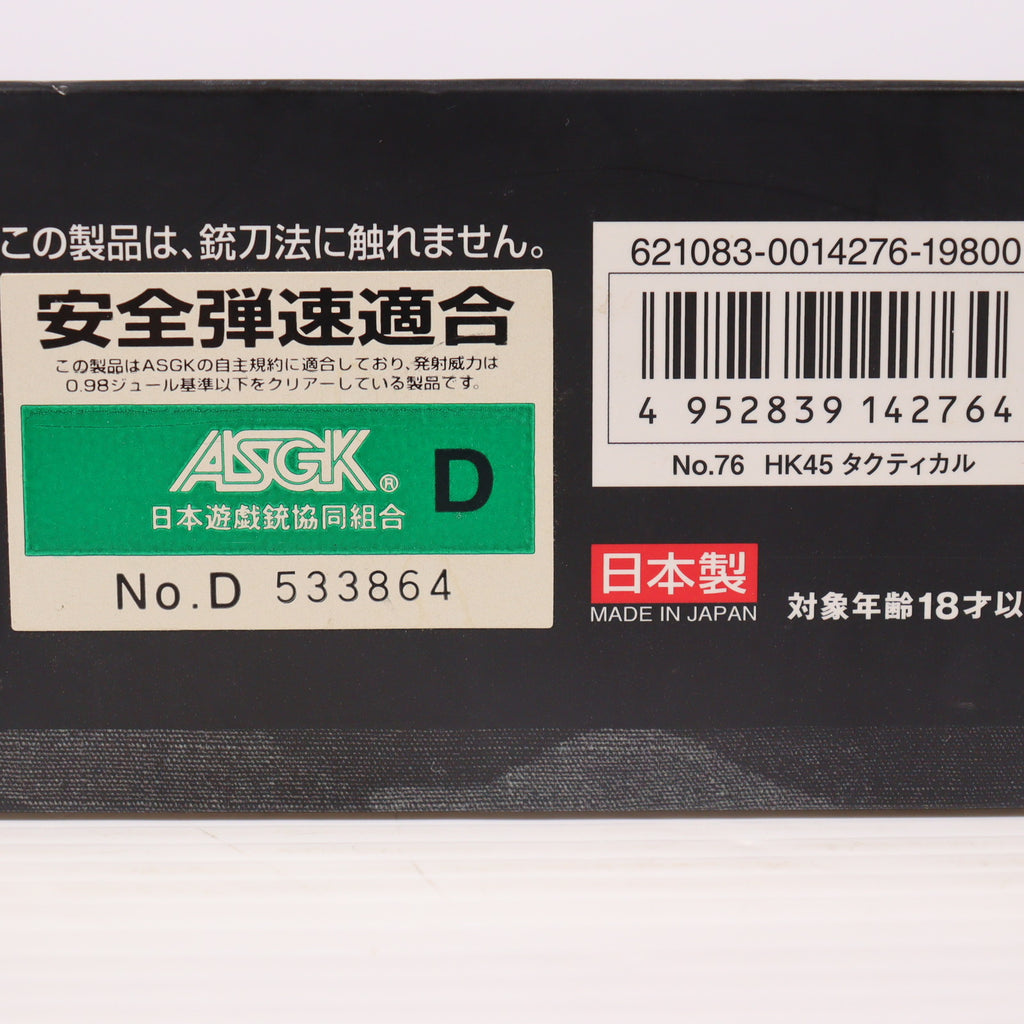 この製品は、銃刀法に触れません。
安全弾速適合
この製品はASGKの自主規約に適合しており、発射威力は
0.98ジュール基準以下をクリアーしている製品です。
ASGK® D
日本遊戯銃協同組合
No.D 533864
621083-0014276-19800
4 952839 142764
No.76 HK45 タクティカル
日本製
MADE IN JAPAN
対象年齢18才以